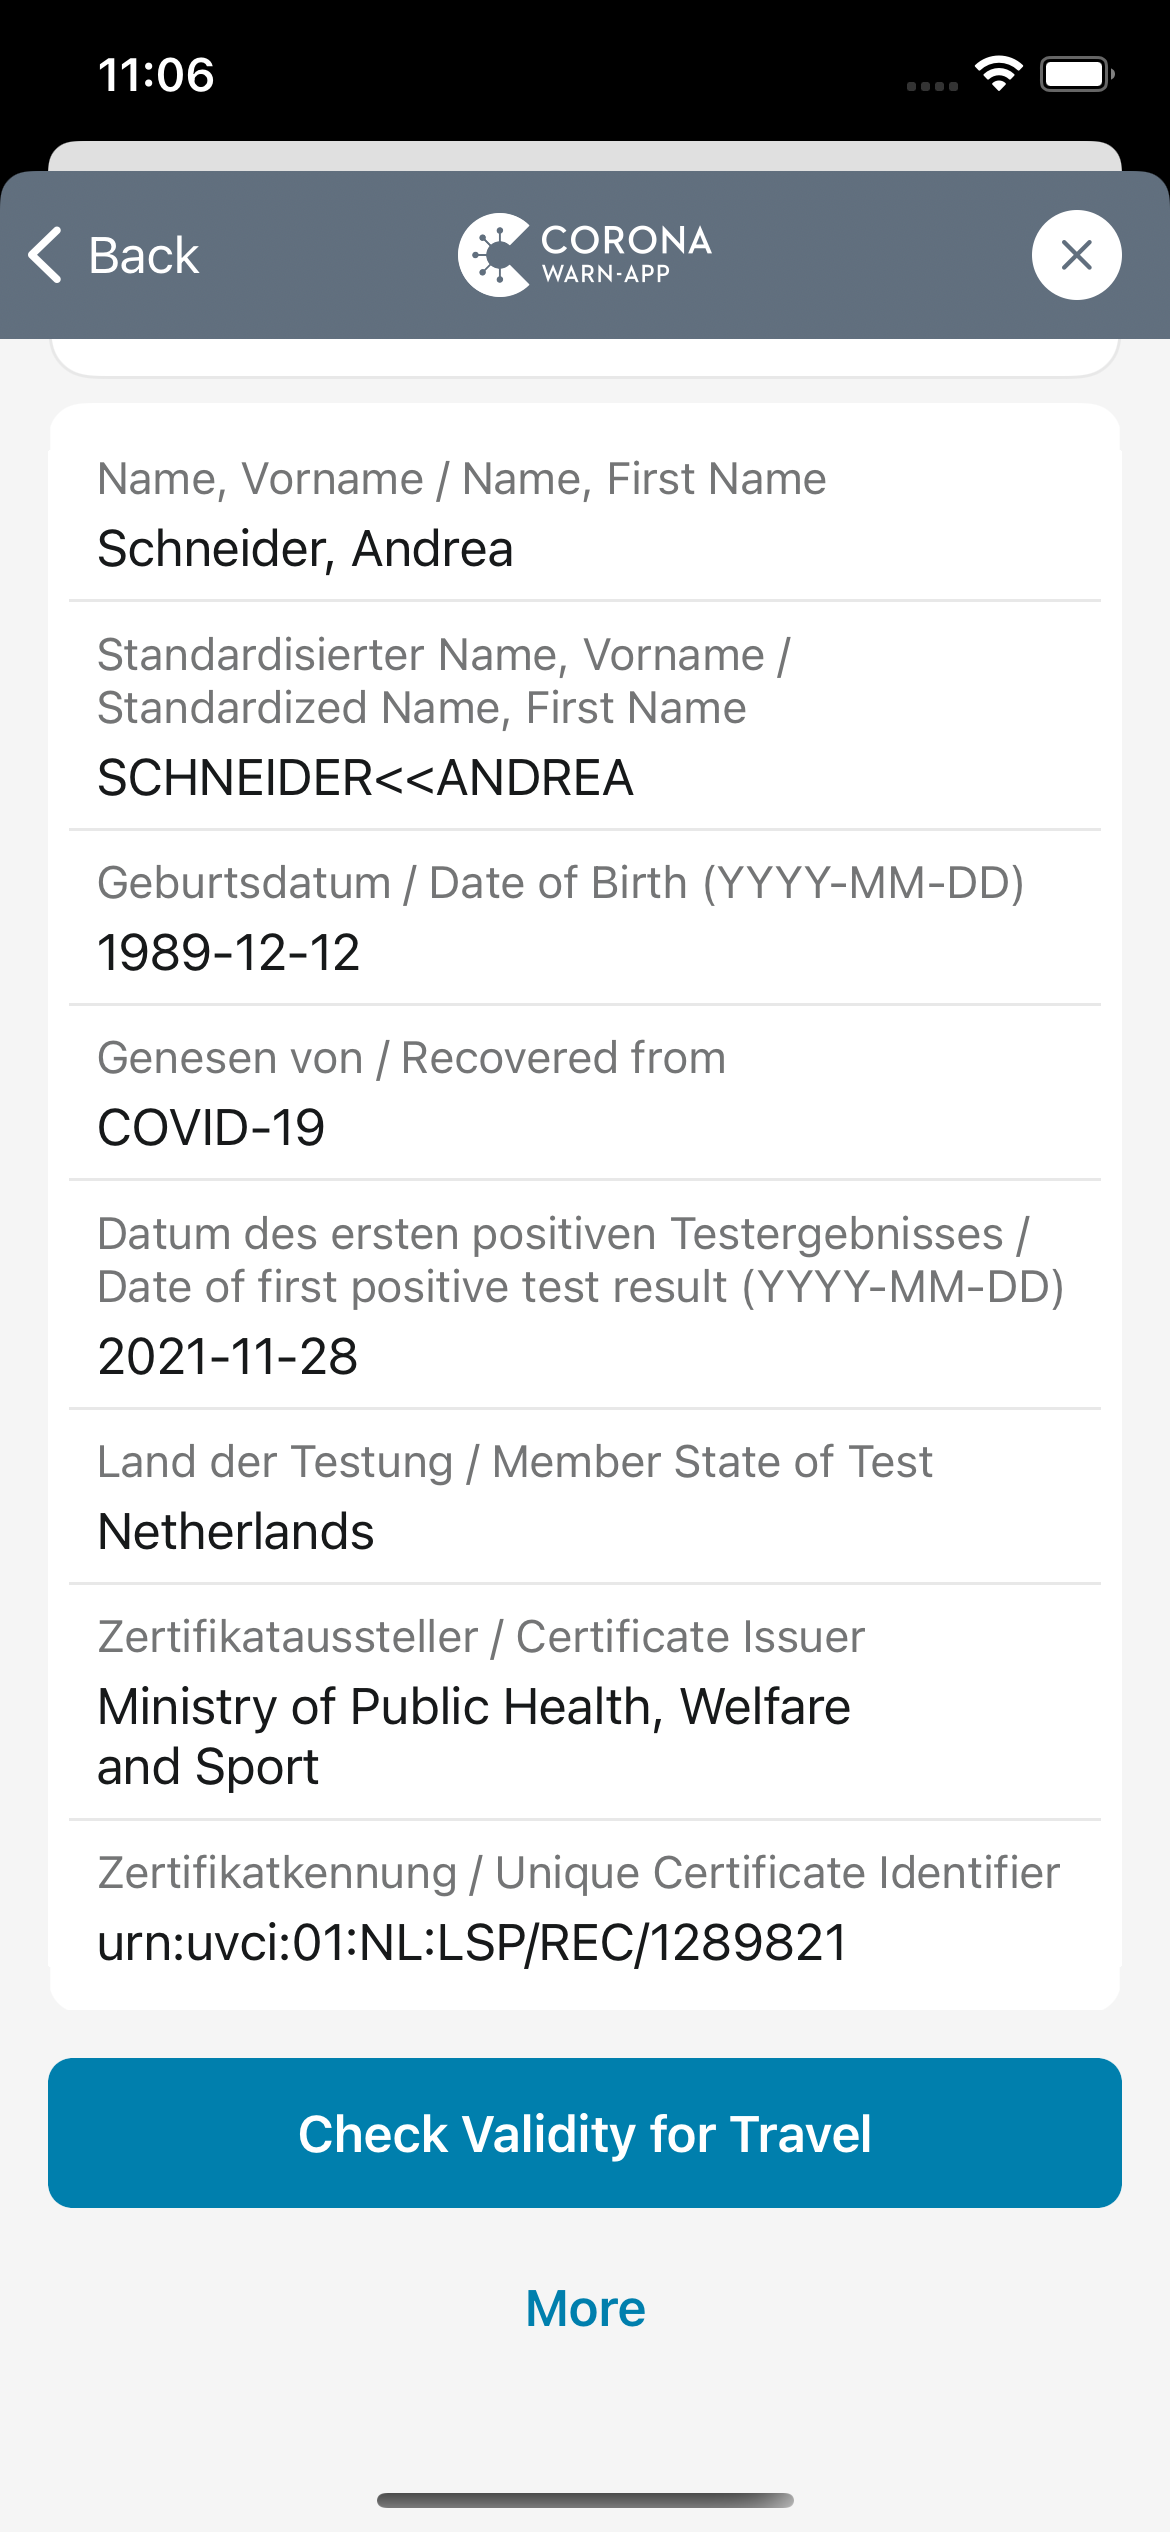 11:06
Back
CORONA
WARN-APP
Name, Vorname / Name, First Name
Schneider, Andrea
Standardisierter Name, Vorname /
Standardized Name, First Name
SCHNEIDER<<ANDREA
Geburtsdatum / Date of Birth (YYYY-MM-DD)
1989-12-12
Genesen von / Recovered from
COVID-19
Datum des ersten positiven Testergebnisses /
Date of first positive test result (YYYY-MM-DD)
2021-11-28
Land der Testung / Member State of Test
Netherlands
Zertifikataussteller / Certificate Issuer
Ministry of Public Health, Welfare
and Sport
Zertifikatkennung / Unique Certificate Identifier
urn:uvci:01:NL:LSP/REC/1289821
Check Validity for Travel
More